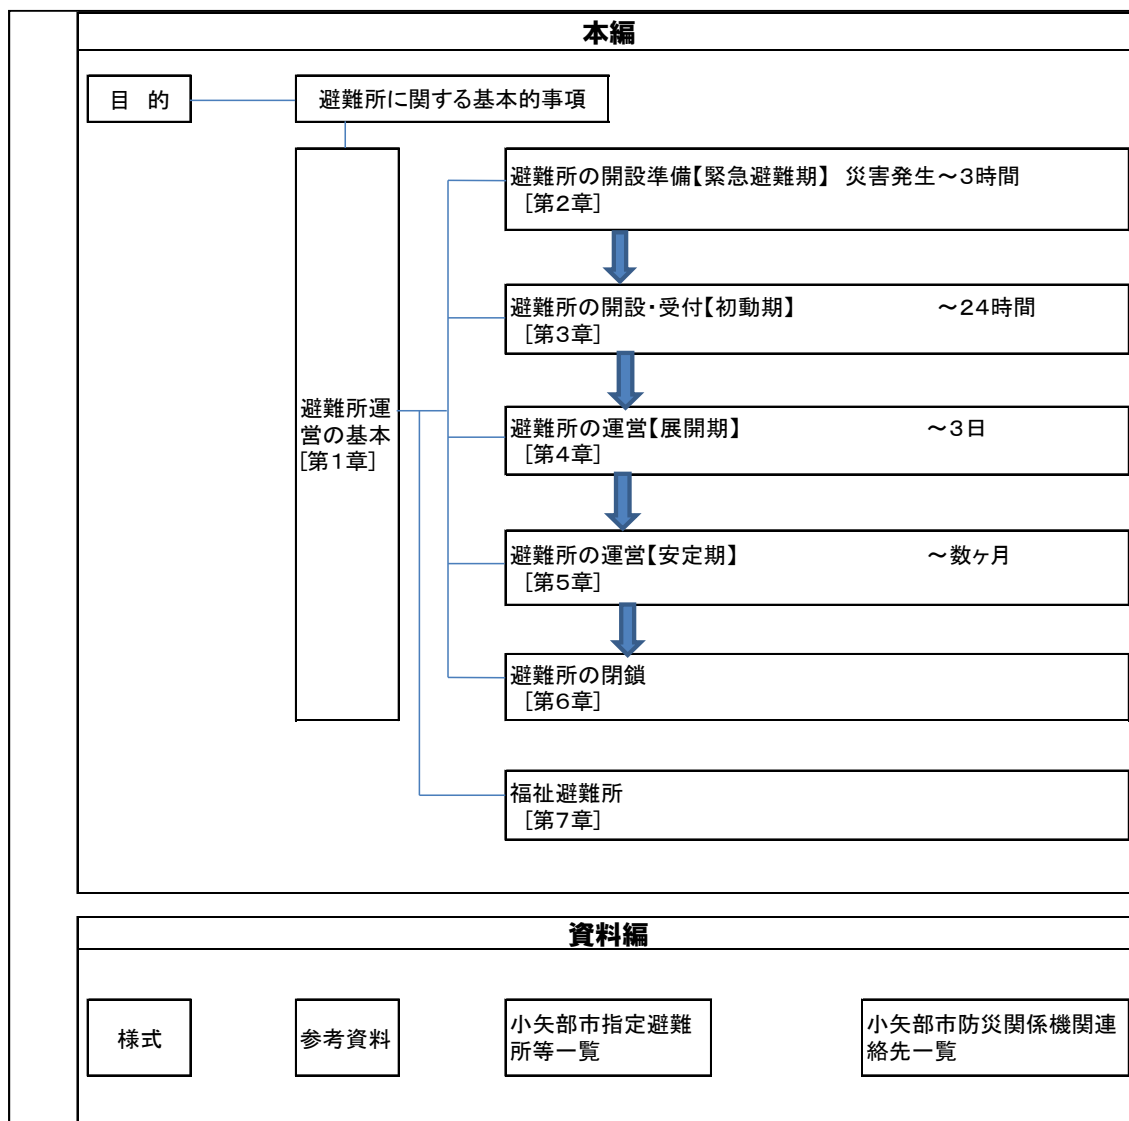 本編
目 的
避難所に関する基本的事項
避難所の開設準備【緊急避難期】 災害発生～3時間
[第2章]
避難所の開設・受付【初動期】 ～24時間
[第3章]
避難所運
営の基本
[第1章]
避難所の運営【展開期】 ～3日
[第4章]
避難所の運営【安定期】 ～数ヶ月
[第5章]
避難所の閉鎖
[第6章]
福祉避難所
[第7章]
資料編
様式
参考資料
小矢部市指定避難
所等一覧
小矢部市防災関係機関連
絡先一覧